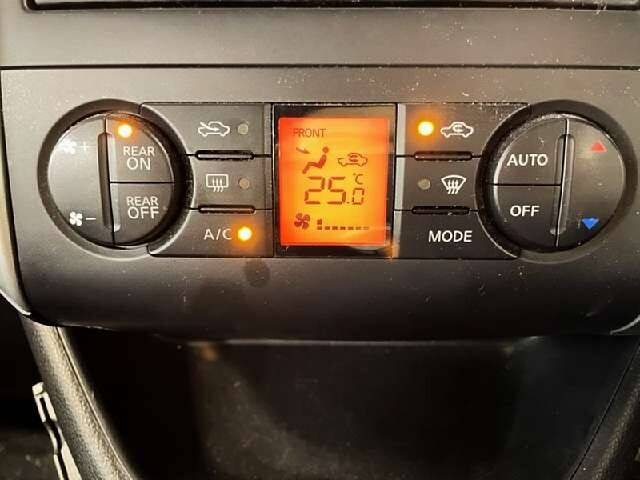 +
REAR
ON
REAR
OFF
−
A/C
FRONT
25.0 °C
AUTO
OFF
MODE